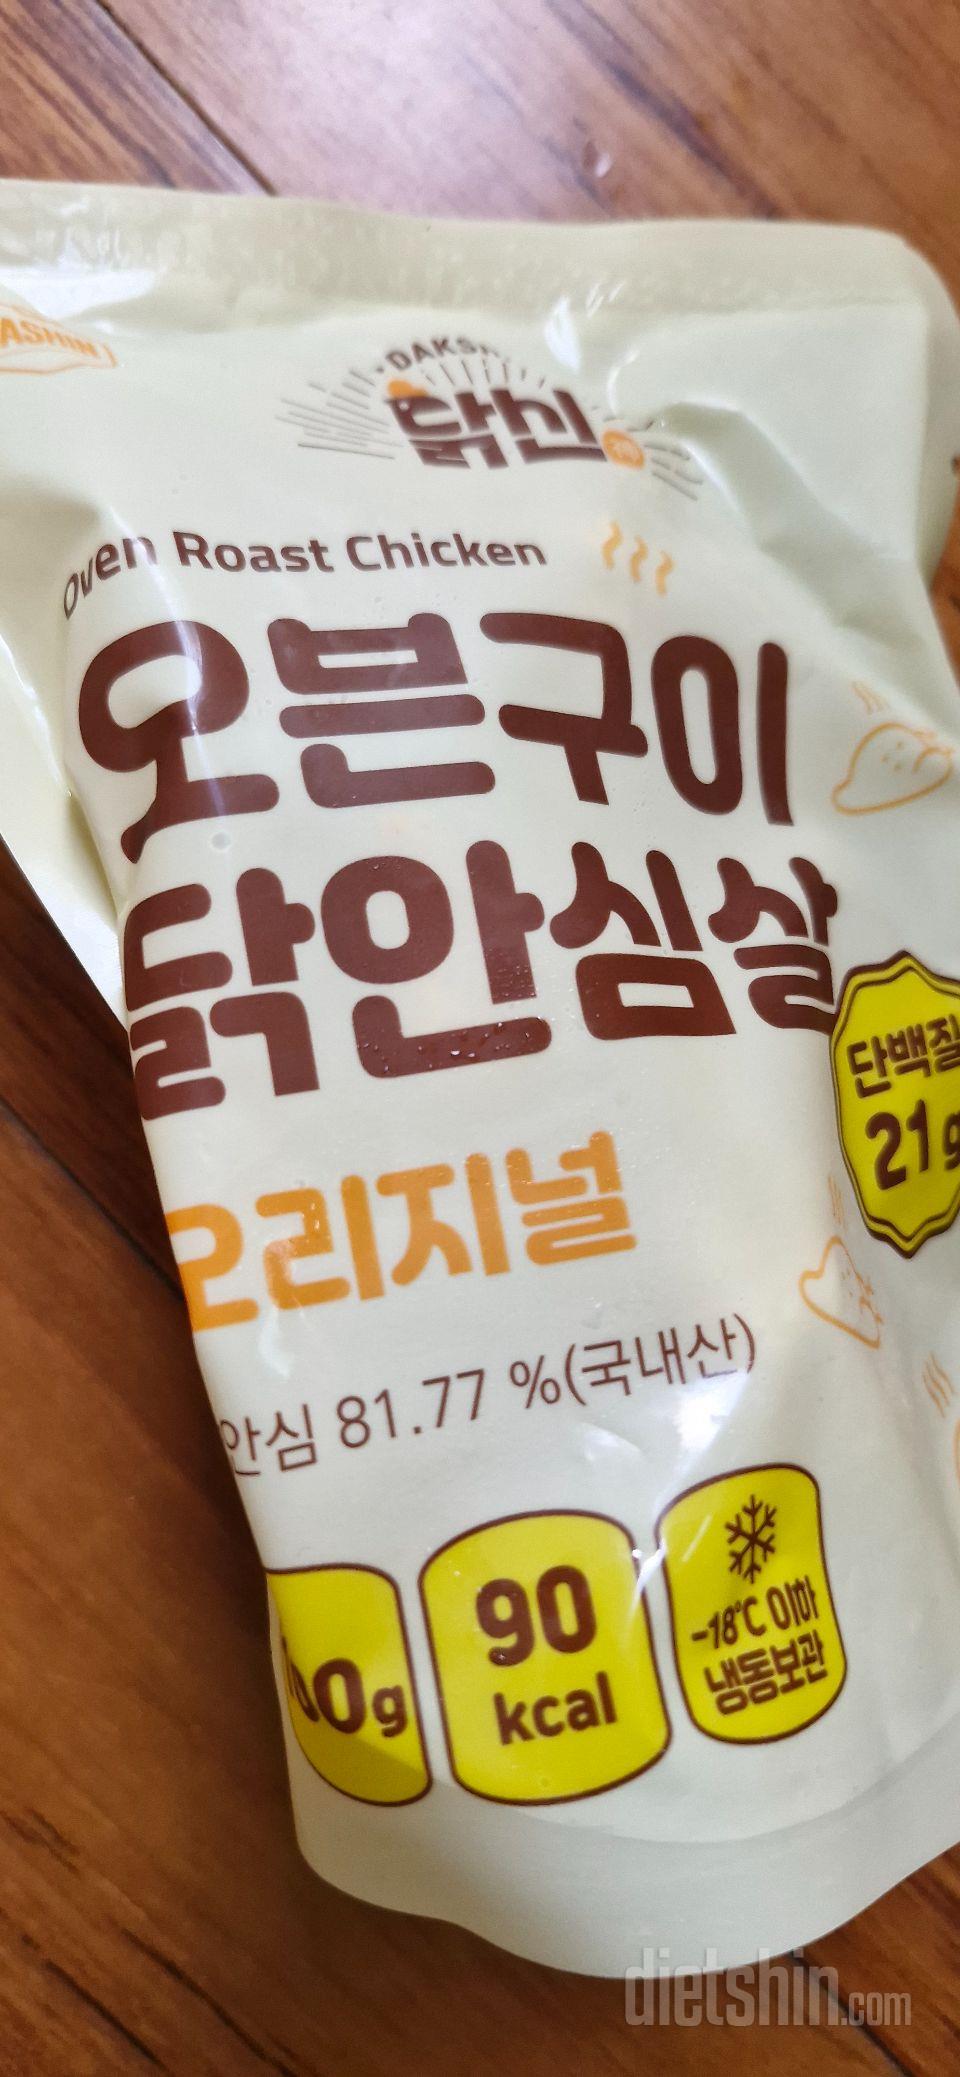 DAKSH
닭신
Oven Roast Chicken
오븐구이
닭안심살
단백질
21g
오리지널
안심 81.77 %(국내산)
100g
90
kcal
-18℃ 이하
냉동보관
dietshin.com